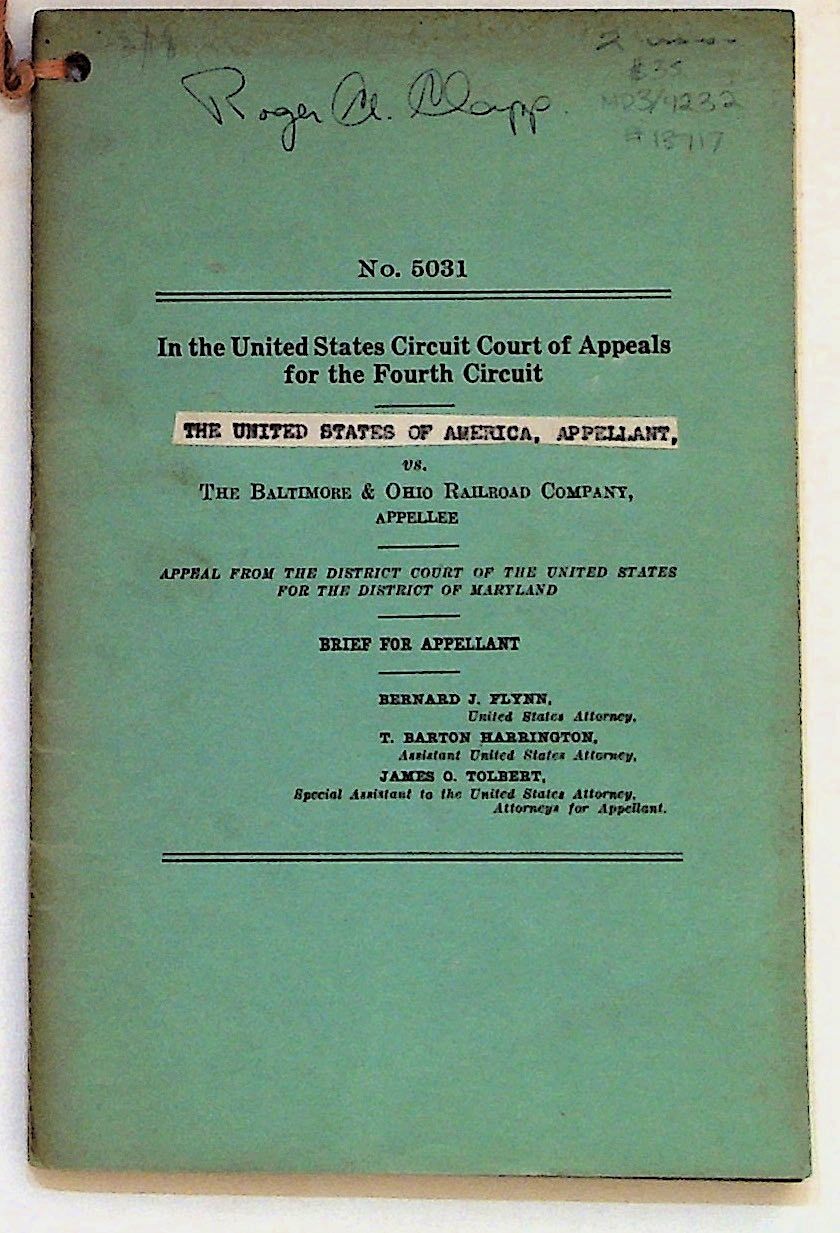 Roger A. Clapp.
2
$35
MD3/4232
#18717
No. 5031
In the United States Circuit Court of Appeals
for the Fourth Circuit
THE UNITED STATES OF AMERICA, APPELLANT,
vs.
THE BALTIMORE & OHIO RAILROAD COMPANY,
APPELLEE
APPEAL FROM THE DISTRICT COURT OF THE UNITED STATES
FOR THE DISTRICT OF MARYLAND
BRIEF FOR APPELLANT
BERNARD J. FLYNN,
United States Attorney,
T. BARTON HARRINGTON,
Assistant United States Attorney,
JAMES O. TOLBERT,
Special Assistant to the United States Attorney,
Attorneys for Appellant.